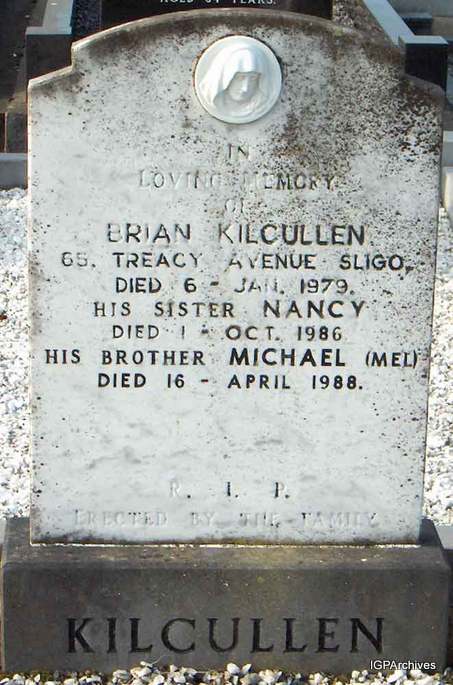 IN
LOVING MEMORY
OF
BRIAN KILCULLEN
65. TREACY AVENUE SLIGO,
DIED 6 - JAN. 1979.
HIS SISTER NANCY
DIED 1 - OCT. 1986
HIS BROTHER MICHAEL (MEL)
DIED 16 - APRIL 1988.
R. I. P.
ERECTED BY THE FAMILY
KILCULLEN
IGPArchives